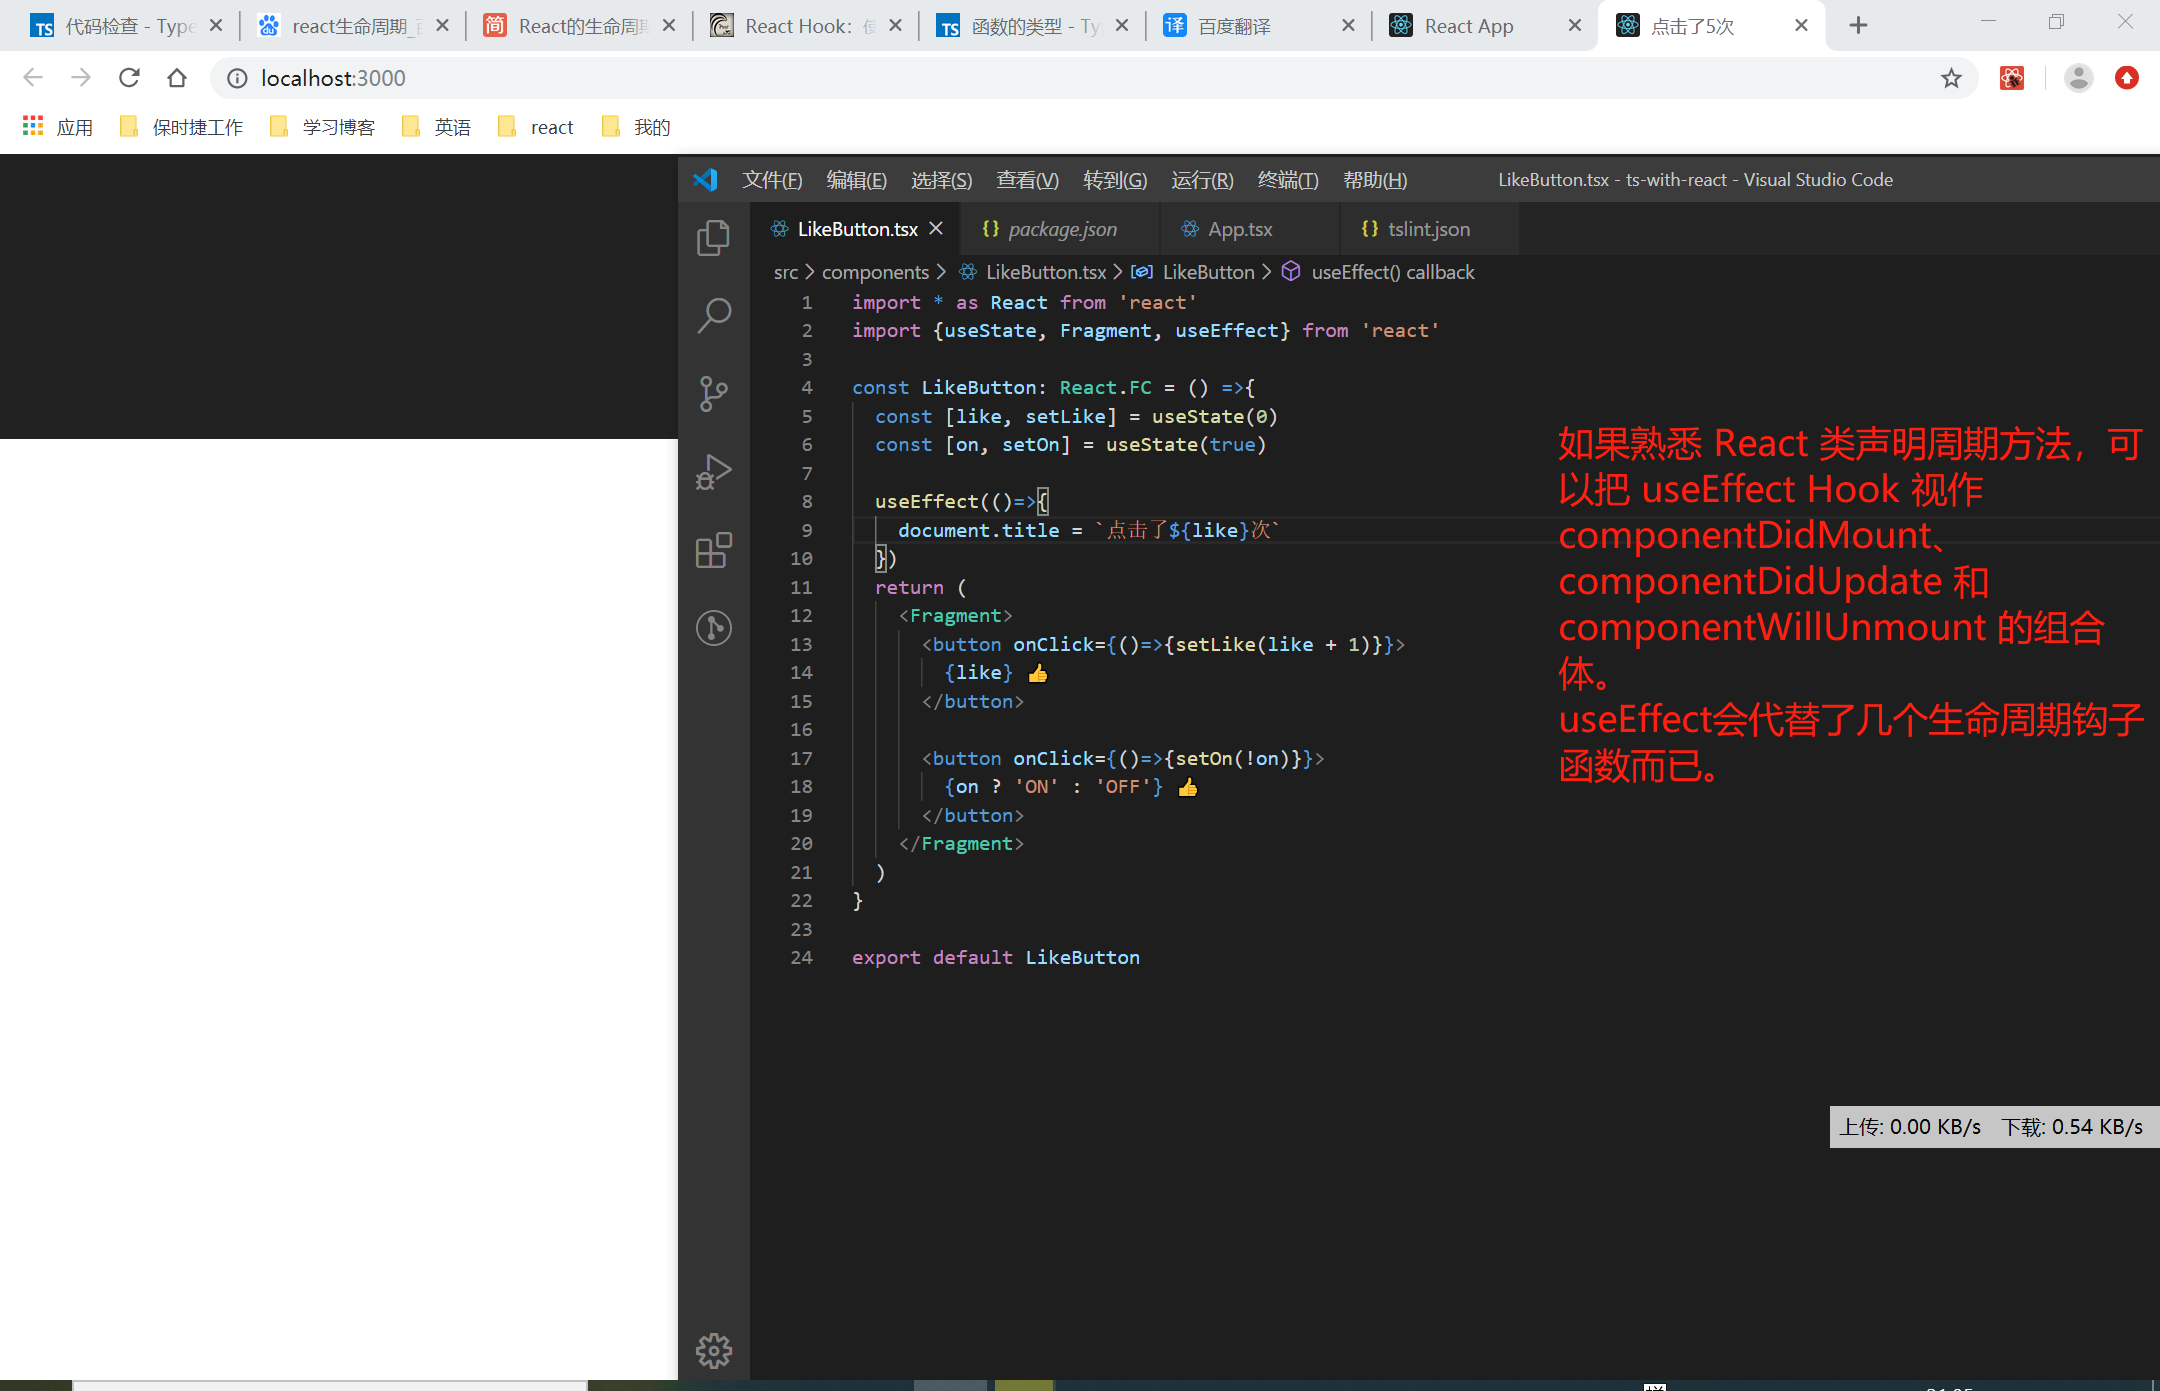 代码检查 - Type
react生命周期_
React的生命周
React Hook:
函数的类型 - Ty
百度翻译
React App
点击了5次
localhost:3000
应用
保时捷工作
学习博客
英语
react
我的
文件(F) 编辑(E) 选择(S) 查看(V) 转到(G) 运行(R) 终端(T) 帮助(H)
LikeButton.tsx - ts-with-react - Visual Studio Code
LikeButton.tsx
package.json
App.tsx
tslint.json
src > components > LikeButton.tsx > LikeButton > useEffect() callback
1 import * as React from 'react'
2 import {useState, Fragment, useEffect} from 'react'
3
4 const LikeButton: React.FC = () =>{
5 const [like, setLike] = useState(0)
6 const [on, setOn] = useState(true)
7
8 useEffect(()=>{
9 document.title = `点击了${like}次`
10 })
11 return (
12 <Fragment>
13 <button onClick={()=>{setLike(like + 1)}}>
14 {like} 👍
15 </button>
16
17 <button onClick={()=>{setOn(!on)}}>
18 {on ? 'ON' : 'OFF'} 👍
19 </button>
20 </Fragment>
21 )
22 }
23
24 export default LikeButton
如果熟悉 React 类声明周期方法，可
以把 useEffect Hook 视作
componentDidMount、
componentDidUpdate 和
componentWillUnmount 的组合
体。
useEffect会代替了几个生命周期钩子
函数而已。
上传: 0.00 KB/s 下载: 0.54 KB/s